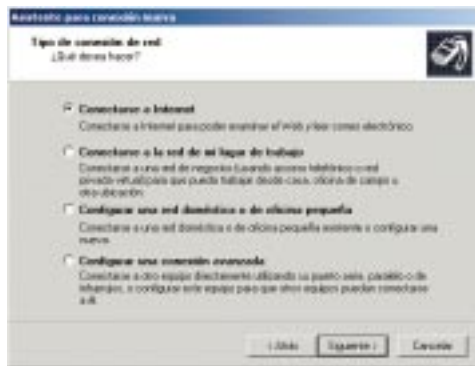 Asistente para conexión nueva
Tipo de conexión de red
¿Qué desea hacer?
Conectarse a Internet
Conectarse a Internet para poder examinar el Web y leer correo electrónico.
Conectarse a la red de mi lugar de trabajo
Conectarse a una red de negocios (usando acceso telefónico o red
privada virtual) para que pueda trabajar desde casa, oficina de campo u
otra ubicación.
Configurar una red doméstica o de oficina pequeña
Conectarse a una red doméstica o de oficina pequeña existente o configurar una
nueva.
Configurar una conexión avanzada
Conectarse a otro equipo directamente utilizando su puerto serie, paralelo o de
infrarrojos, o configurar este equipo para que otros equipos puedan conectarse
a él.
< Atrás
Siguiente >
Cancelar